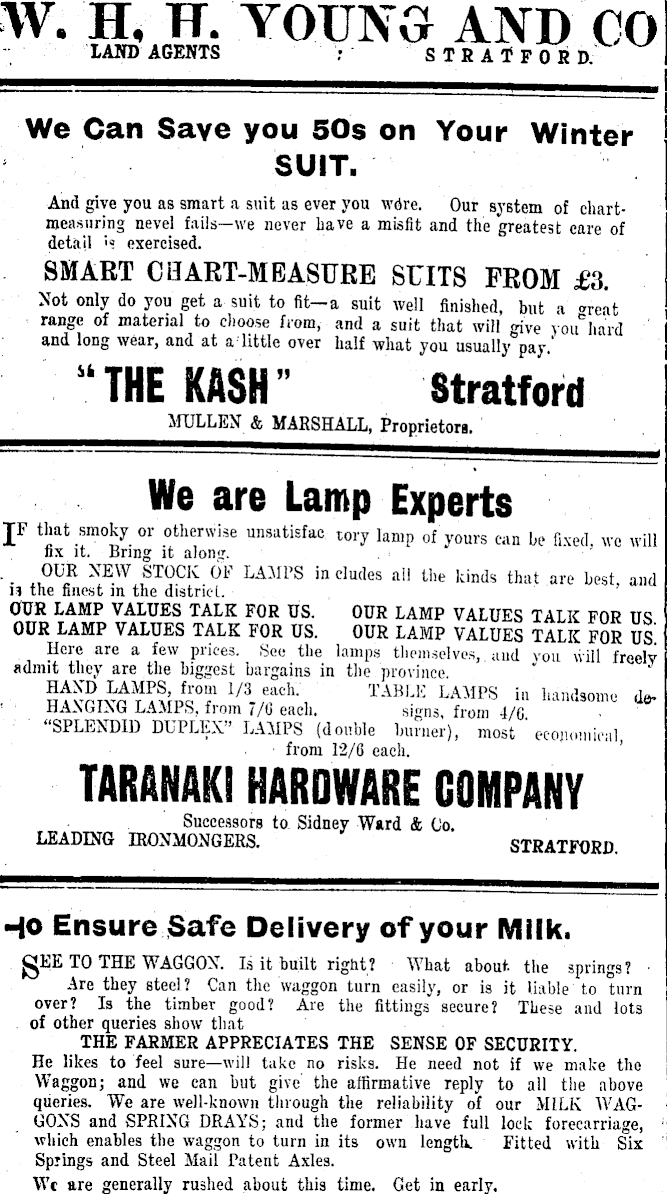 W. H. H. YOUNG AND CO
LAND AGENTS : STRATFORD.
We Can Save you 50s on Your Winter
SUIT.
And give you as smart a suit as ever you wore. Our system of chart-
measuring nevel fails—we never have a misfit and the greatest care of
detail is exercised.
SMART CHART-MEASURE SUITS FROM £3.
Not only do you get a suit to fit—a suit well finished, but a great
range of material to choose from, and a suit that will give you hard
and long wear, and at a little over half what you usually pay.
"THE KASH" Stratford
MULLEN & MARSHALL, Proprietors.
We are Lamp Experts
IF that smoky or otherwise unsatisfac tory lamp of yours can be fixed, we will
fix it. Bring it along.
OUR NEW STOCK OF LAMPS in cludes all the kinds that are best, and
is the finest in the district.
OUR LAMP VALUES TALK FOR US. OUR LAMP VALUES TALK FOR US.
OUR LAMP VALUES TALK FOR US. OUR LAMP VALUES TALK FOR US.
Here are a few prices. See the lamps themselves, and you will freely
admit they are the biggest bargains in the province.
HAND LAMPS, from 1/3 each. TABLE LAMPS in handsome de-
HANGING LAMPS, from 7/6 each. signs, from 4/6.
"SPLENDID DUPLEX" LAMPS (double burner), most economical,
from 12/6 each.
TARANAKI HARDWARE COMPANY
Successors to Sidney Ward & Co.
LEADING IRONMONGERS. STRATFORD.
To Ensure Safe Delivery of your Milk.
SEE TO THE WAGGON. Is it built right? What about the springs?
Are they steel? Can the waggon turn easily, or is it liable to turn
over? Is the timber good? Are the fittings secure? These and lots
of other queries show that
THE FARMER APPRECIATES THE SENSE OF SECURITY.
He likes to feel sure—will take no risks. He need not if we make the
Waggon; and we can but give the affirmative reply to all the above
queries. We are well-known through the reliability of our MILK WAG-
GONS and SPRING DRAYS; and the former have full lock forecarriage,
which enables the waggon to turn in its own length. Fitted with Six
Springs and Steel Mail Patent Axles.
We are generally rushed about this time. Get in early.